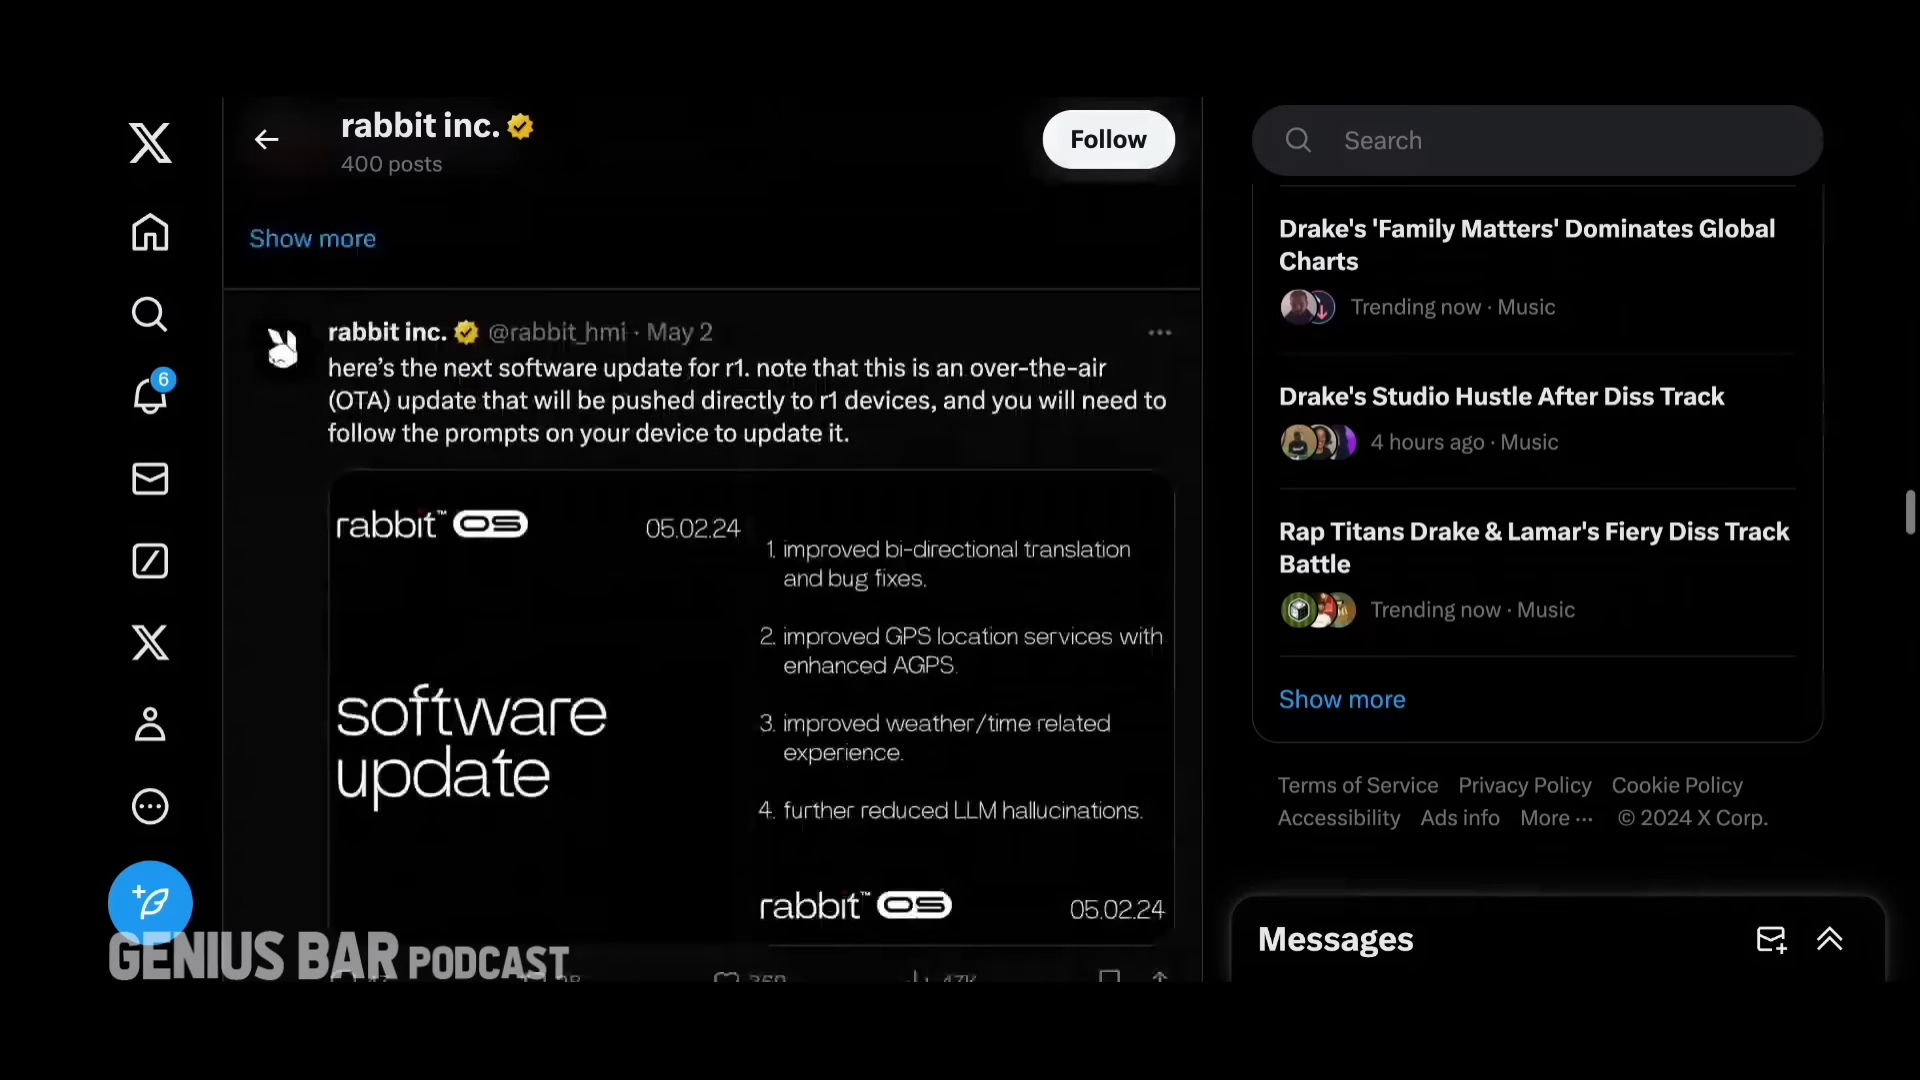 rabbit inc.
400 posts
Follow
Search
Show more
6
rabbit inc. @rabbit_hmi · May 2
here’s the next software update for r1. note that this is an over-the-air
(OTA) update that will be pushed directly to r1 devices, and you will need to
follow the prompts on your device to update it.
rabbit™ OS
05.02.24
software
update
1. improved bi-directional translation
and bug fixes.
2. improved GPS location services with
enhanced AGPS.
3. improved weather/time related
experience.
4. further reduced LLM hallucinations.
rabbit™ OS
05.02.24
GENIUS BAR PODCAST
Drake's 'Family Matters' Dominates Global
Charts
Trending now · Music
Drake's Studio Hustle After Diss Track
4 hours ago · Music
Rap Titans Drake & Lamar's Fiery Diss Track
Battle
Trending now · Music
Show more
Terms of Service Privacy Policy Cookie Policy
Accessibility Ads info More ··· © 2024 X Corp.
Messages